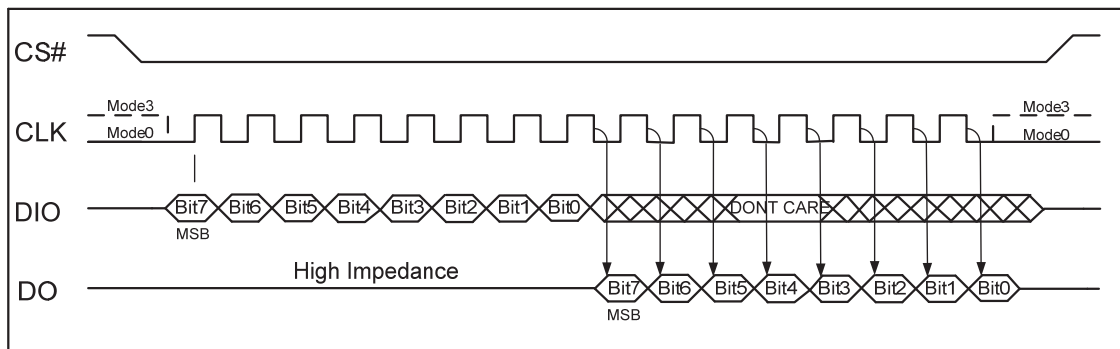 CS#
Mode3 Mode3
CLK Mode0 Mode0
DIO Bit7 Bit6 Bit5 Bit4 Bit3 Bit2 Bit1 Bit0 DONT CARE
MSB
High Impedance
DO Bit7 Bit6 Bit5 Bit4 Bit3 Bit2 Bit1 Bit0
MSB